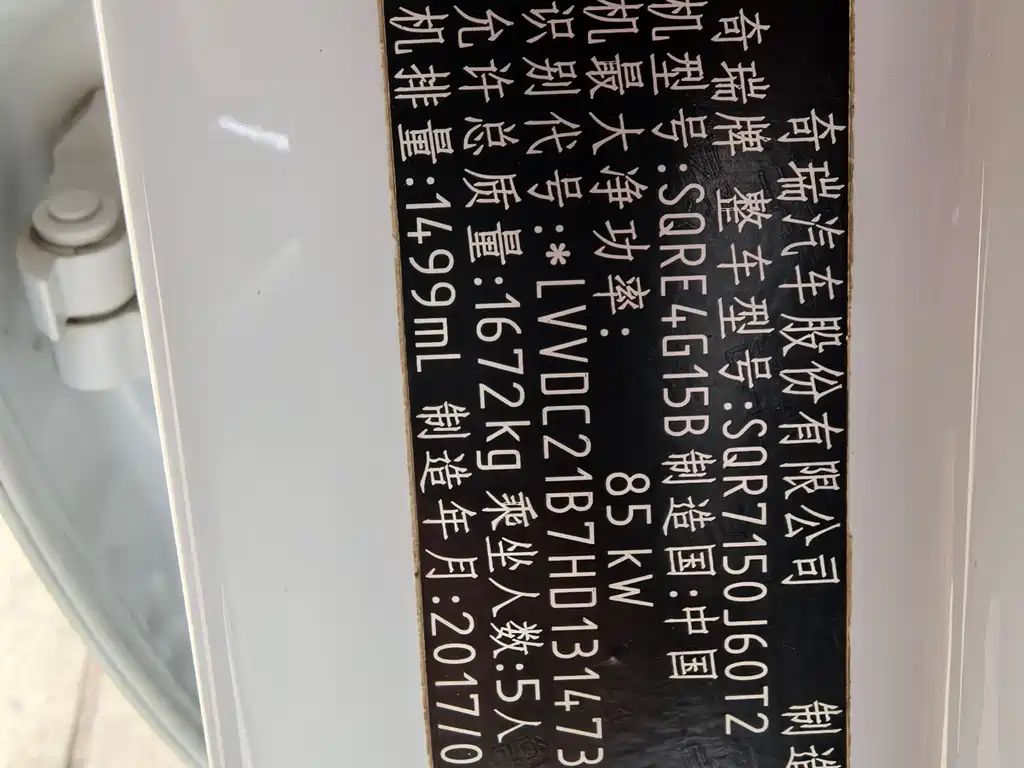 奇瑞汽车股份有限公司 制造
奇瑞牌 整车型号:SQR7150J60T2
机型号:SQRE4G15B 制造国:中国
机最大净功率: 85kW
识别代号:*LVVDC21B7HD131473
允许总质量:1672kg 乘坐人数:5人
机排量:1499mL 制造年月:2017/0